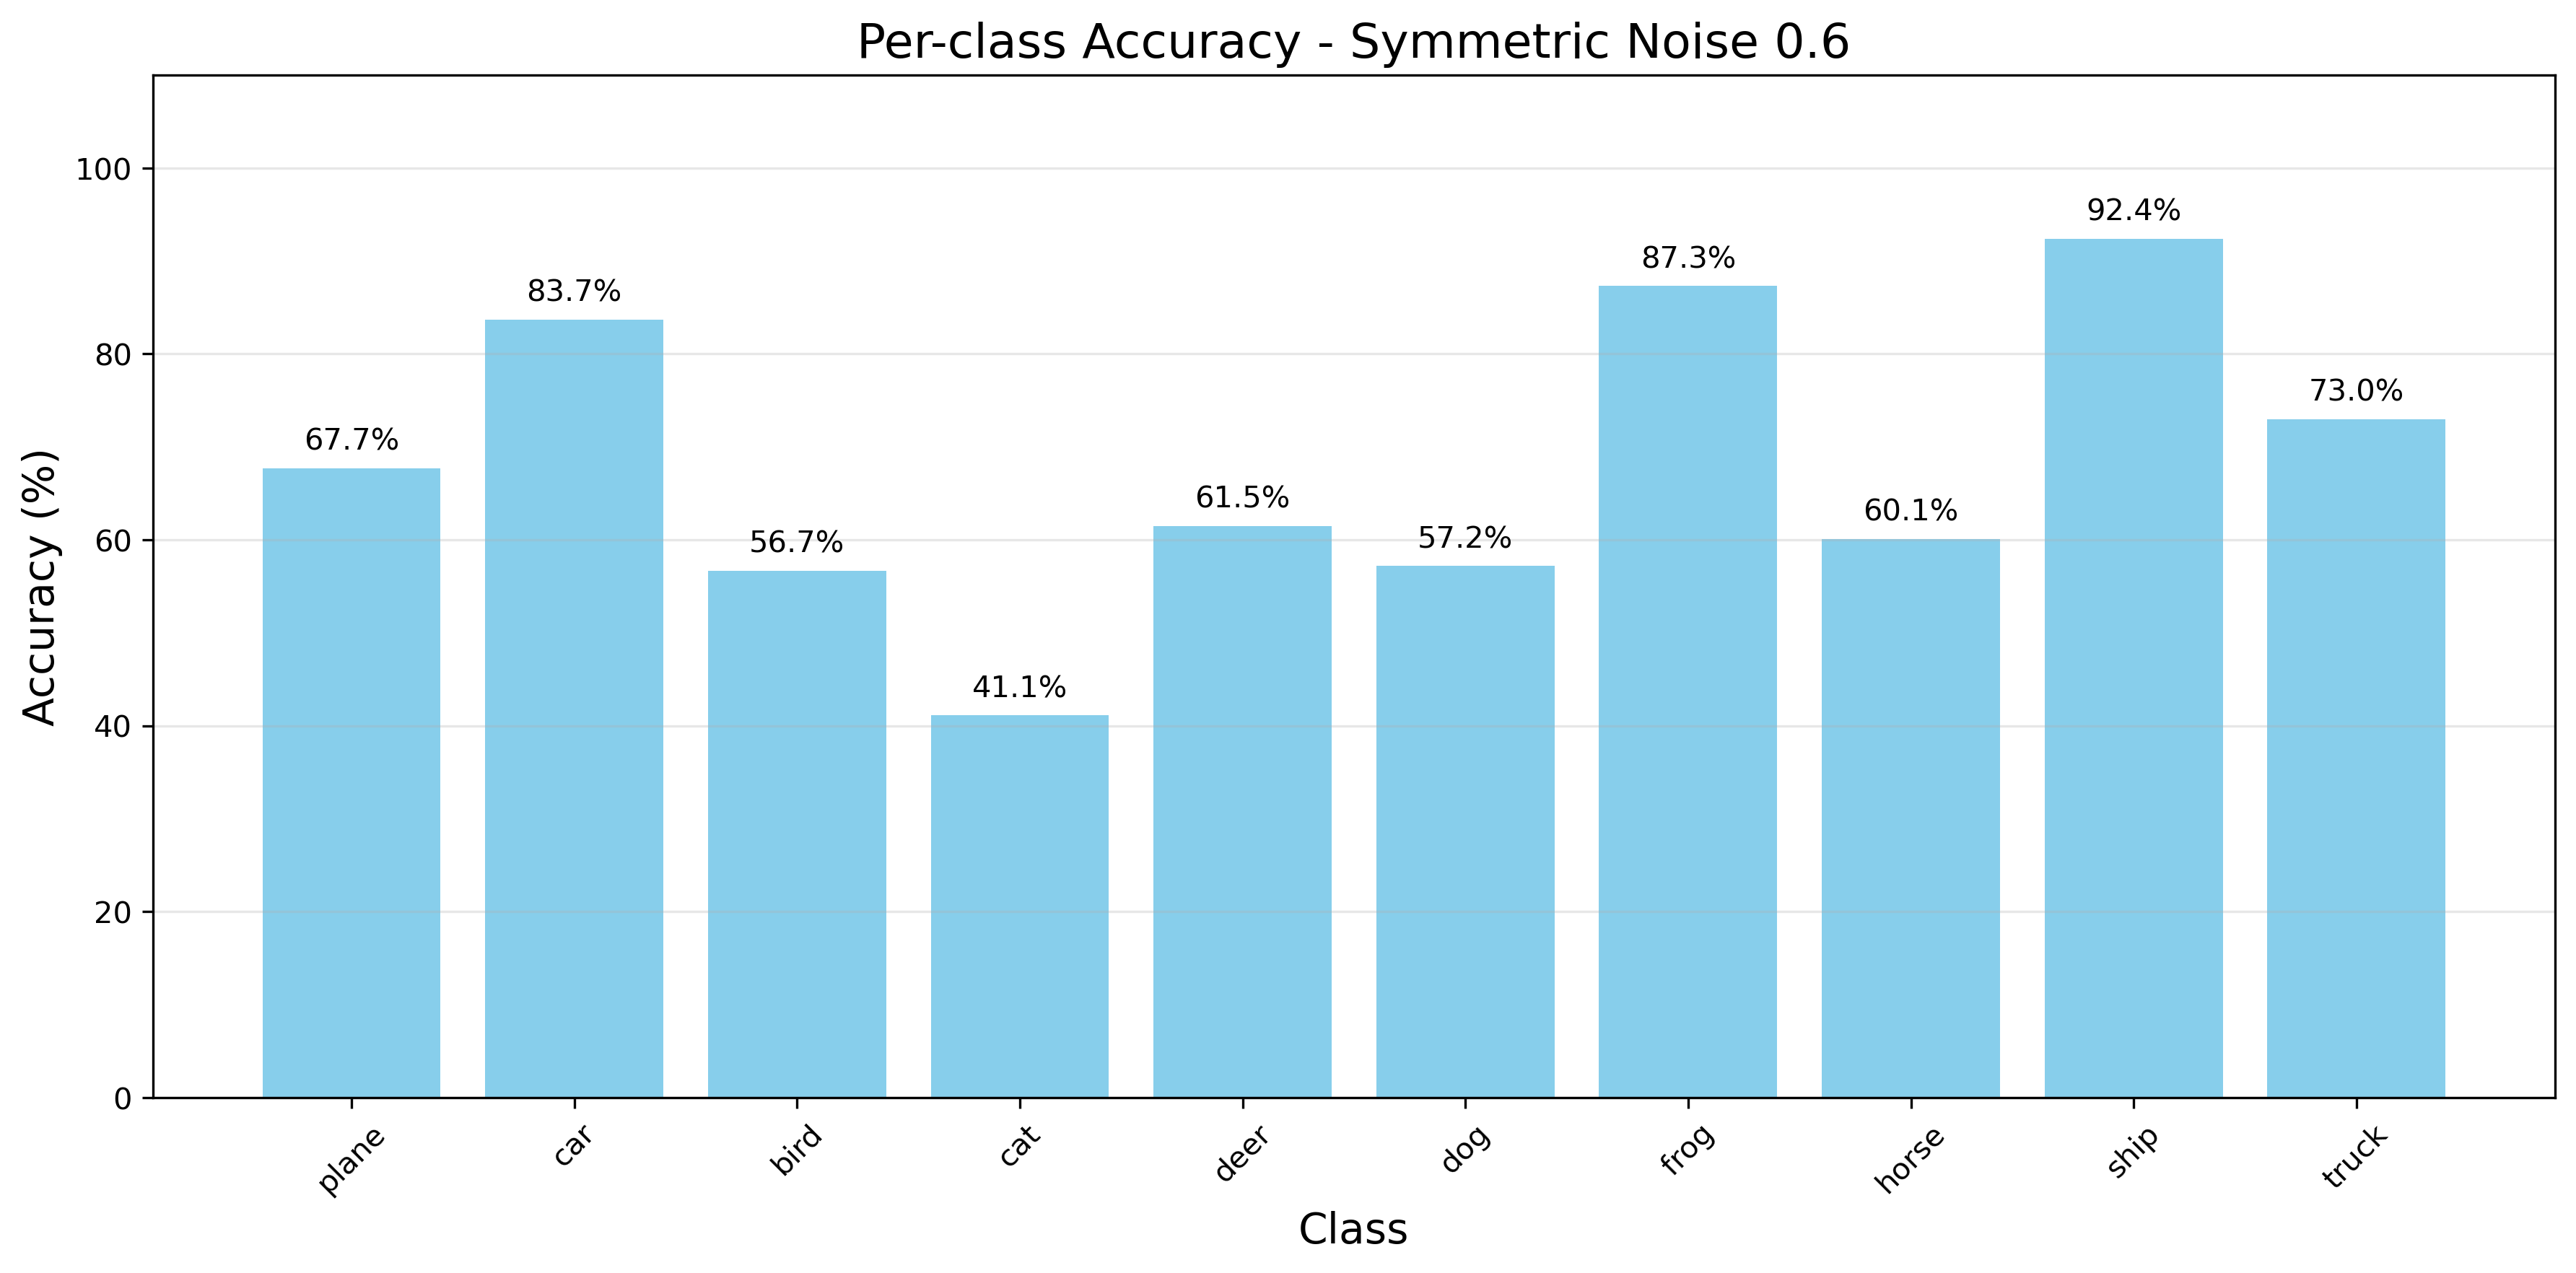 Per-class Accuracy - Symmetric Noise 0.6
Accuracy (%)
100
80
60
40
20
0
67.7%
83.7%
56.7%
41.1%
61.5%
57.2%
87.3%
60.1%
92.4%
73.0%
plane
car
bird
cat
deer
dog
frog
horse
ship
truck
Class